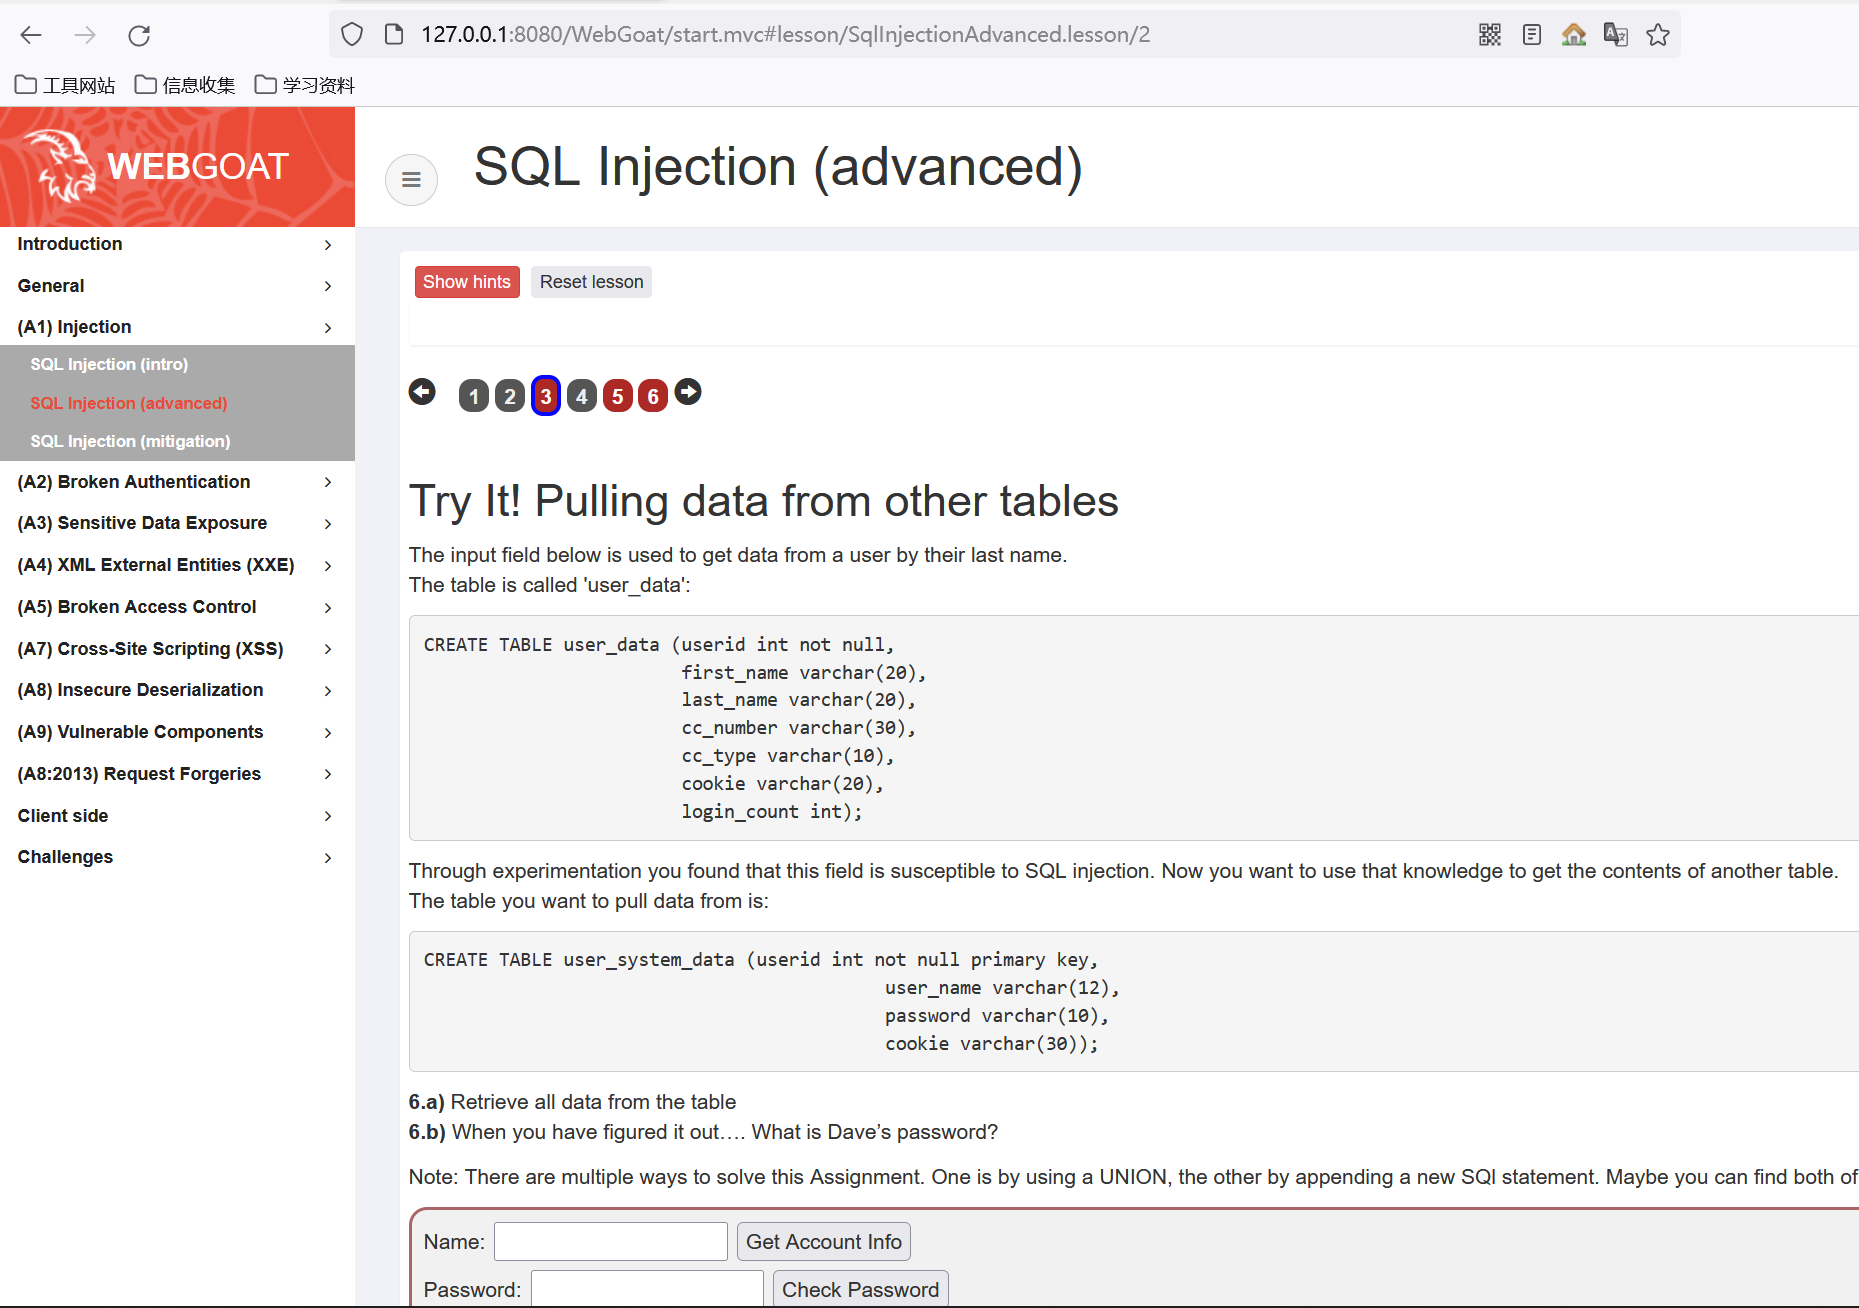 127.0.0.1:8080/WebGoat/start.mvc#lesson/SqlInjectionAdvanced.lesson/2
工具网站 信息收集 学习资料
WEBGOAT
SQL Injection (advanced)
Introduction
General
(A1) Injection
SQL Injection (intro)
SQL Injection (advanced)
SQL Injection (mitigation)
(A2) Broken Authentication
(A3) Sensitive Data Exposure
(A4) XML External Entities (XXE)
(A5) Broken Access Control
(A7) Cross-Site Scripting (XSS)
(A8) Insecure Deserialization
(A9) Vulnerable Components
(A8:2013) Request Forgeries
Client side
Challenges
Show hints Reset lesson
1 2 3 4 5 6
Try It! Pulling data from other tables
The input field below is used to get data from a user by their last name.
The table is called 'user_data':
CREATE TABLE user_data (userid int not null,
first_name varchar(20),
last_name varchar(20),
cc_number varchar(30),
cc_type varchar(10),
cookie varchar(20),
login_count int);
Through experimentation you found that this field is susceptible to SQL injection. Now you want to use that knowledge to get the contents of another table.
The table you want to pull data from is:
CREATE TABLE user_system_data (userid int not null primary key,
user_name varchar(12),
password varchar(10),
cookie varchar(30));
6.a) Retrieve all data from the table
6.b) When you have figured it out…. What is Dave’s password?
Note: There are multiple ways to solve this Assignment. One is by using a UNION, the other by appending a new SQl statement. Maybe you can find both of
Name: Get Account Info
Password: Check Password